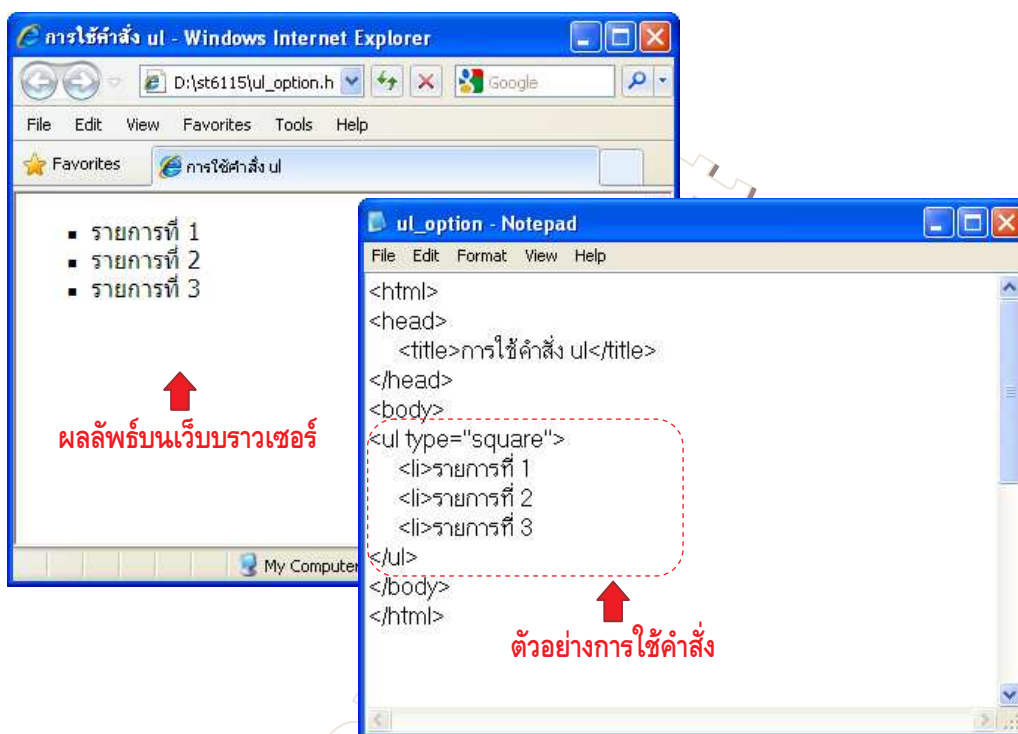 การใช้คำสั่ง ul - Windows Internet Explorer
D:\st6115\ul_option.h
Google
File Edit View Favorites Tools Help
Favorites
การใช้คำสั่ง ul
รายการที่ 1
รายการที่ 2
รายการที่ 3
ผลลัพธ์บนเว็บบราวเซอร์
My Computer
ul_option - Notepad
File Edit Format View Help
<html>
<head>
<title>การใช้คำสั่ง ul</title>
</head>
<body>
<ul type="square">
<li>รายการที่ 1
<li>รายการที่ 2
<li>รายการที่ 3
</ul>
</body>
</html>
ตัวอย่างการใช้คำสั่ง